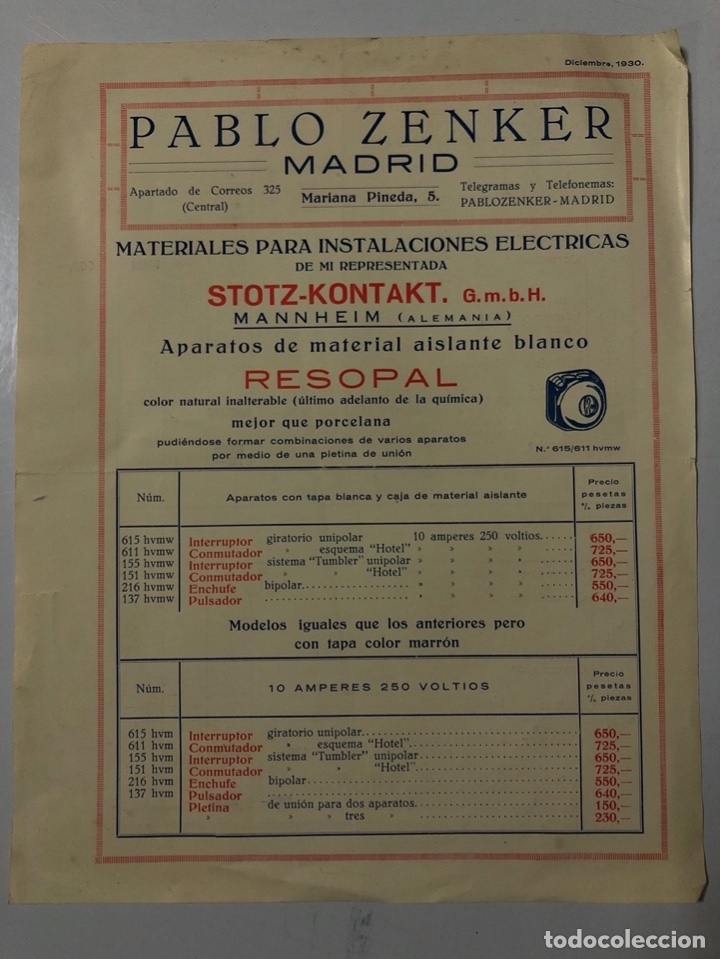 Diciembre, 1930.
PABLO ZENKER
MADRID
Apartado de Correos 325
(Central)
Mariana Pineda, 5.
Telegramas y Telefonemas:
PABLOZENKER-MADRID
MATERIALES PARA INSTALACIONES ELECTRICAS
DE MI REPRESENTADA
STOTZ-KONTAKT. G.m.b.H.
MANNHEIM (ALEMANIA)
Aparatos de material aislante blanco
RESOPAL
color natural inalterable (último adelanto de la química)
mejor que porcelana
pudiéndose formar combinaciones de varios aparatos
por medio de una pletina de unión
N.° 615/611 hvmw
Núm. Aparatos con tapa blanca y caja de material aislante Precio pesetas °/₀ piezas
615 hvmw Interruptor giratorio unipolar 10 amperes 250 voltios...... 650,—
611 hvmw Conmutador » esquema "Hotel" » » » » ...... 725,—
155 hvmw Interruptor sistema "Tumbler" unipolar » » » » ...... 650,—
151 hvmw Conmutador » » "Hotel" » » » » ...... 725,—
216 hvmw Enchufe bipolar.................... » » » » ...... 550,—
137 hvmw Pulsador ........................................ 640,—
Modelos iguales que los anteriores pero
con tapa color marrón
Núm. 10 AMPERES 250 VOLTIOS Precio pesetas °/₀ piezas
615 hvm Interruptor giratorio unipolar.................... 650,—
611 hvm Conmutador » esquema "Hotel".................... 725,—
155 hvm Interruptor sistema "Tumbler" unipolar.................... 650,—
151 hvm Conmutador » » "Hotel".................... 725,—
216 hvm Enchufe bipolar.................... 550,—
137 hvm Pulsador .................... 640,—
Pletina de unión para dos aparatos.................... 150,—
» » » tres » .................... 230,—
todocoleccion